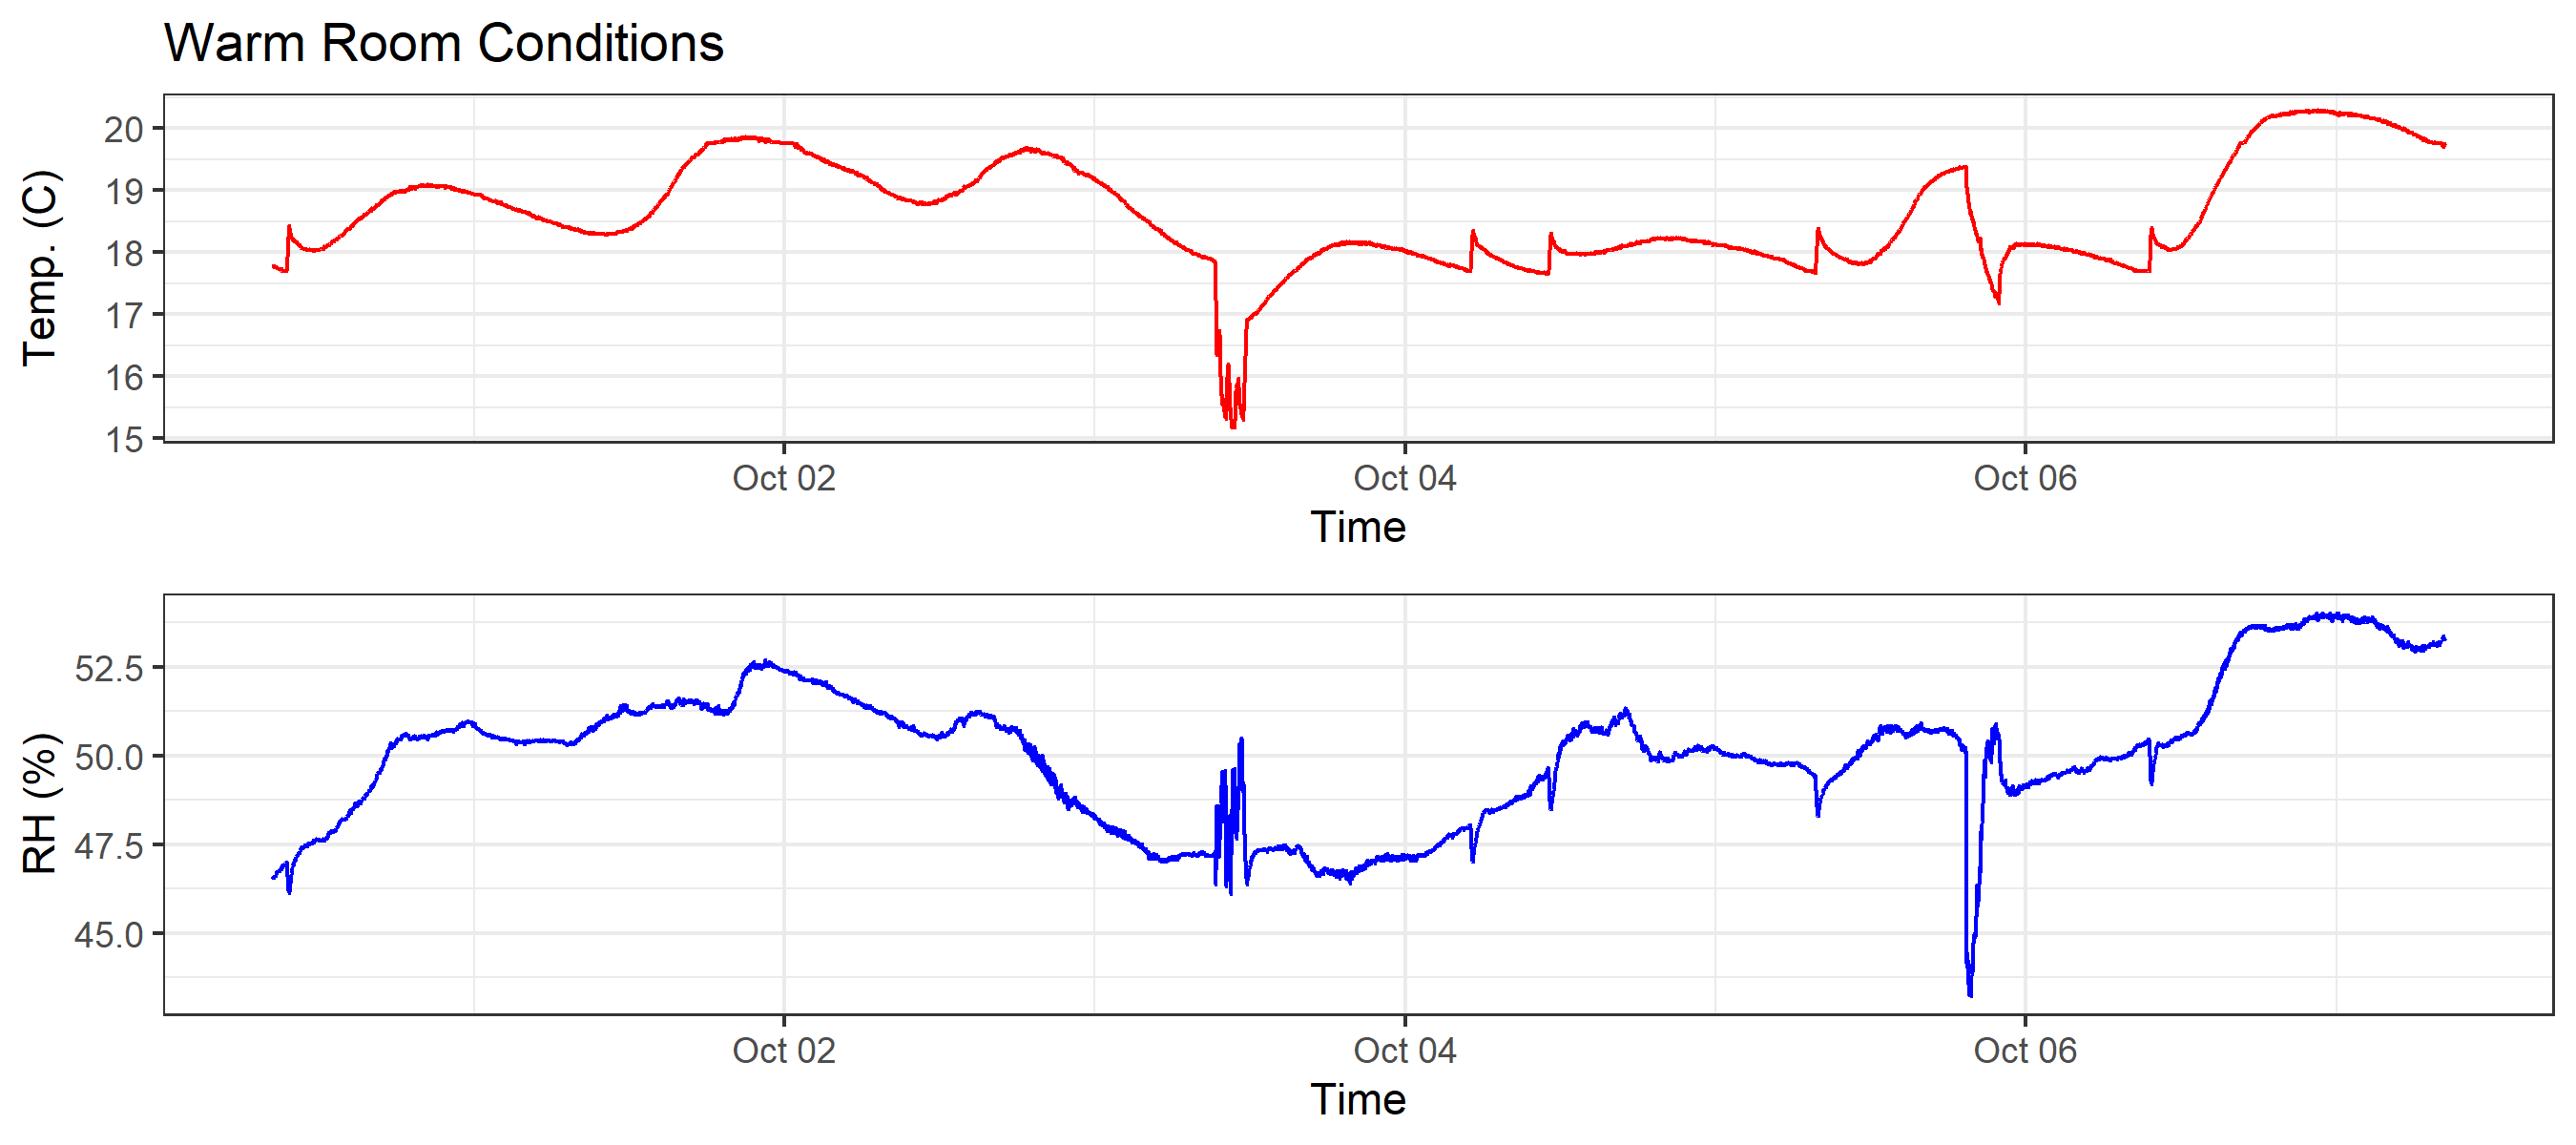 Warm Room Conditions
Temp. (C)
20
19
18
17
16
15
Oct 02 Oct 04 Oct 06
Time
RH (%)
52.5
50.0
47.5
45.0
Oct 02 Oct 04 Oct 06
Time